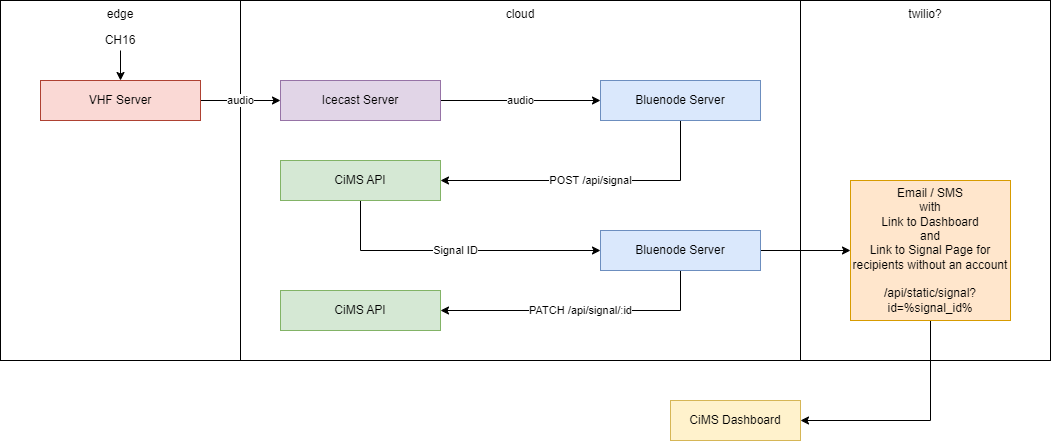 edge
cloud
twilio?
CH16
VHF Server
audio
Icecast Server
audio
Bluenode Server
CiMS API
POST /api/signal
Email / SMS
with
Link to Dashboard
and
Link to Signal Page for
recipients without an account
/api/static/signal?
id=%signal_id%
Signal ID
Bluenode Server
CiMS API
PATCH /api/signal/:id
CiMS Dashboard